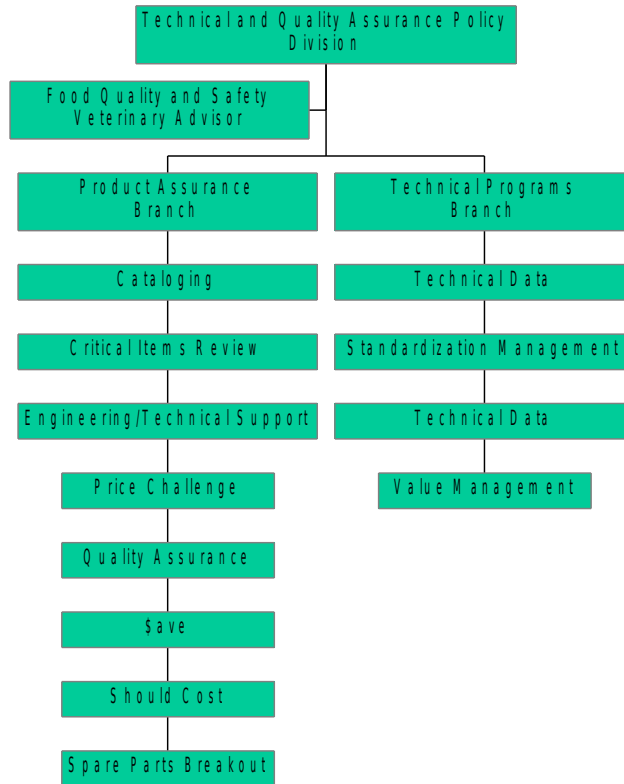 Technical and Quality Assurance Policy
Division
Food Quality and Safety
Veterinary Advisor
Product Assurance
Branch
Technical Programs
Branch
Cataloging
Technical Data
Critical Items Review
Standardization Management
Engineering/Technical Support
Technical Data
Price Challenge
Value Management
Quality Assurance
$ave
Should Cost
Spare Parts Breakout